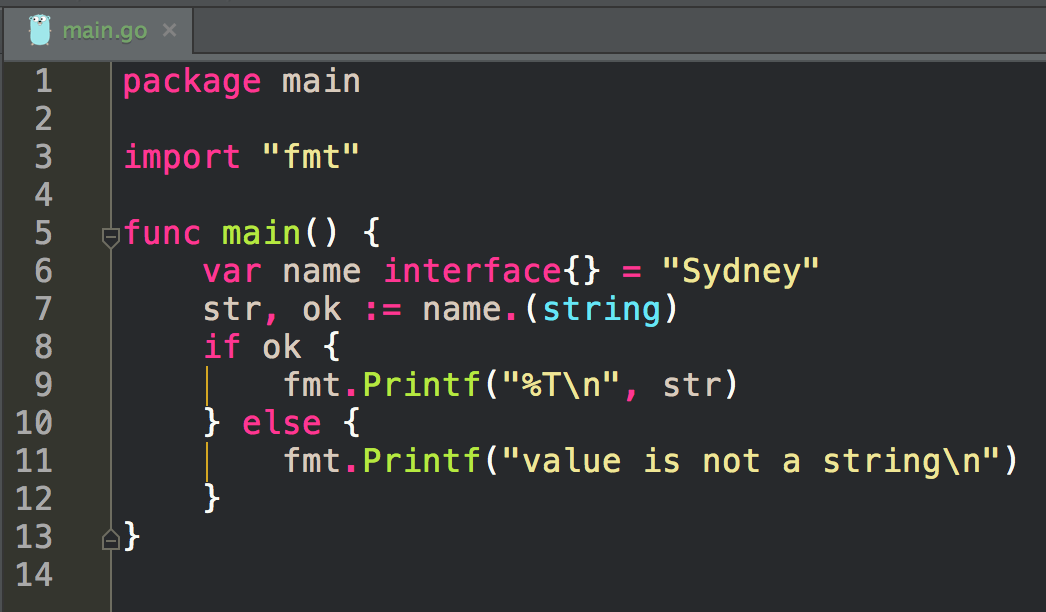 main.go ×
1 package main
2
3 import "fmt"
4
5 func main() {
6     var name interface{} = "Sydney"
7     str, ok := name.(string)
8     if ok {
9         fmt.Printf("%T\n", str)
10     } else {
11         fmt.Printf("value is not a string\n")
12     }
13 }
14